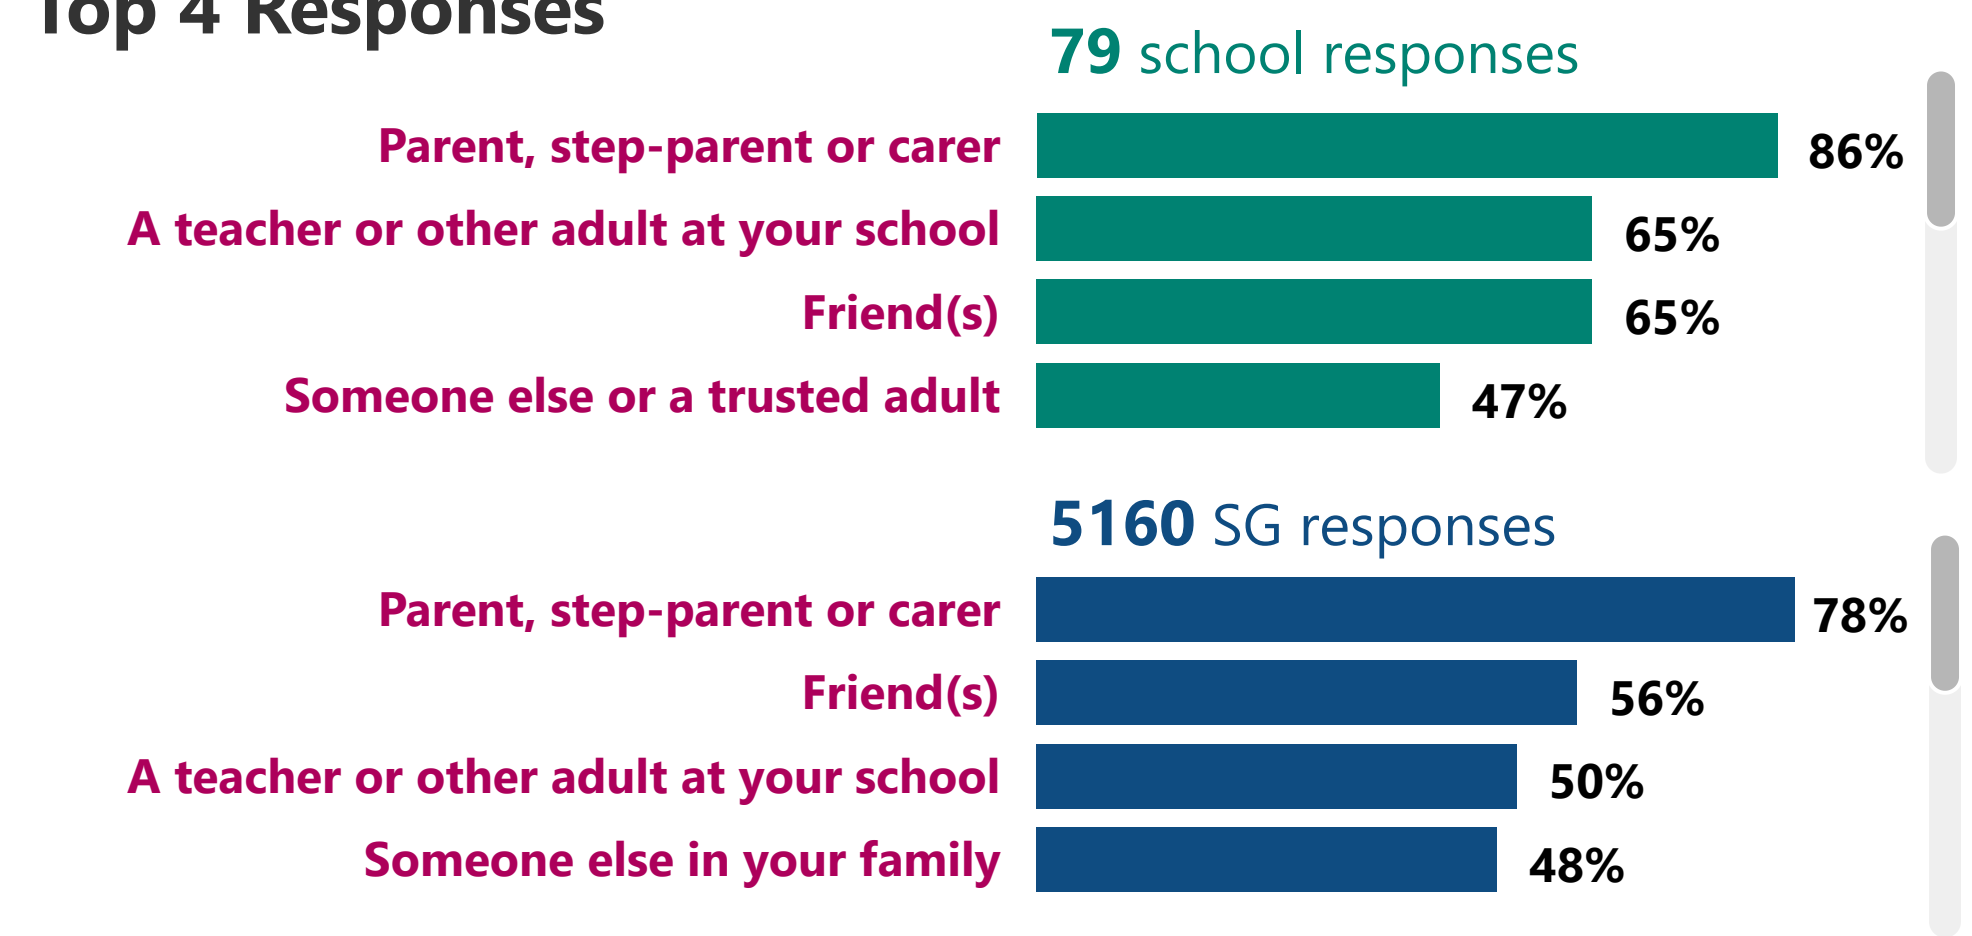 Top 4 Responses
79 school responses
Parent, step-parent or carer 86%
A teacher or other adult at your school 65%
Friend(s) 65%
Someone else or a trusted adult 47%
5160 SG responses
Parent, step-parent or carer 78%
Friend(s) 56%
A teacher or other adult at your school 50%
Someone else in your family 48%